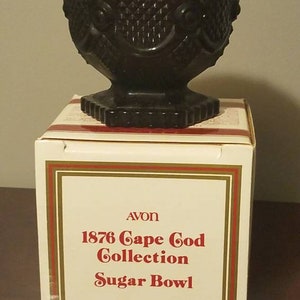 AVON
1876 Cape Cod
Collection
Sugar Bowl